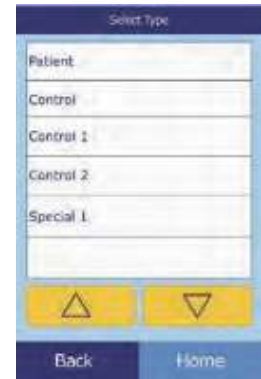 Select Type
Patient
Control
Control 1
Control 2
Special 1
Back
Home